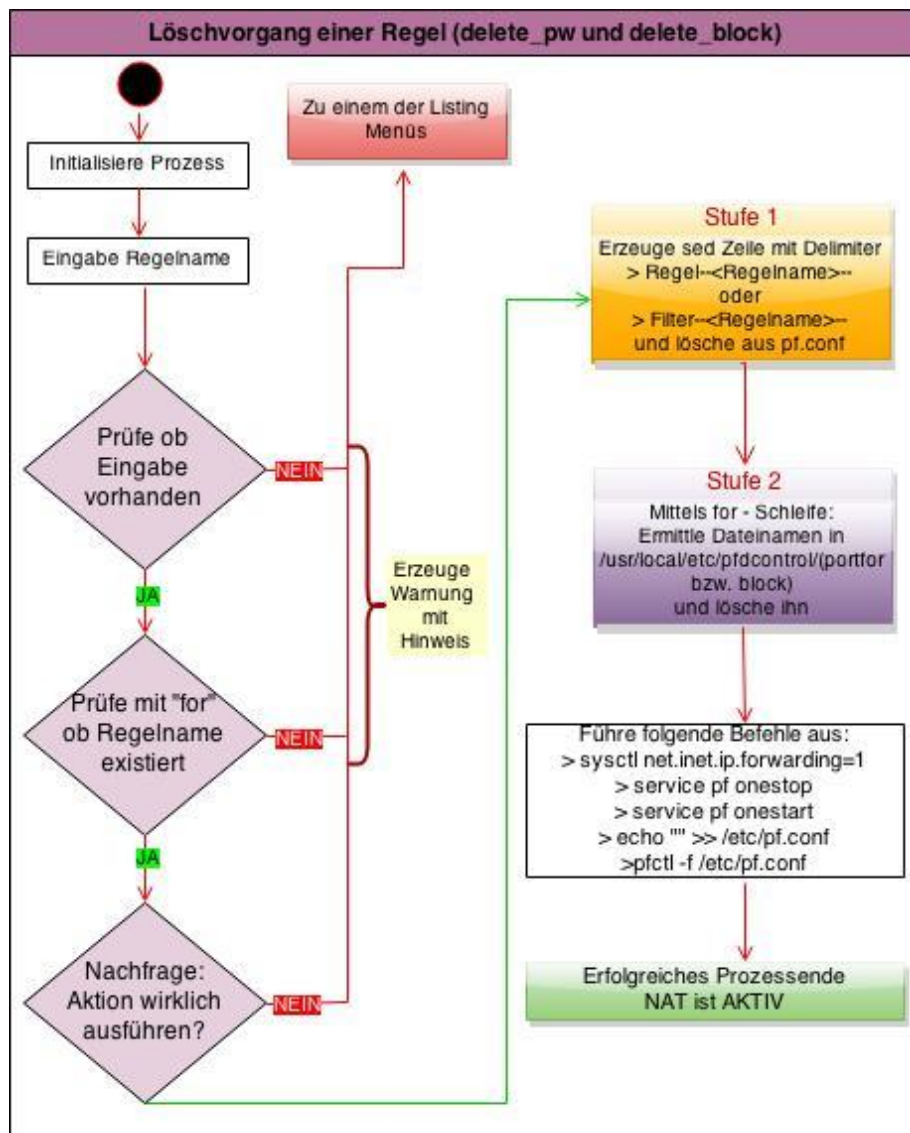 Löschvorgang einer Regel (delete_pw und delete_block)
Zu einem der Listing
Menüs
Initialisiere Prozess
Eingabe Regelname
Prüfe ob
Eingabe
vorhanden
NEIN
JA
Erzeuge
Warnung
mit
Hinweis
Prüfe mit "for"
ob Regelname
existiert
NEIN
JA
Nachfrage:
Aktion wirklich
ausführen?
NEIN
Stufe 1
Erzeuge sed Zeile mit Delimiter
> Regel--<Regelname>--
oder
> Filter--<Regelname>--
und lösche aus pf.conf
Stufe 2
Mittels for - Schleife:
Ermittle Dateinamen in
/usr/local/etc/pfdcontrol/(portfor
bzw. block)
und lösche ihn
Führe folgende Befehle aus:
> sysctl net.inet.ip.forwarding=1
> service pf onestop
> service pf onestart
> echo "" >> /etc/pf.conf
>pfctl -f /etc/pf.conf
Erfolgreiches Prozessende
NAT ist AKTIV